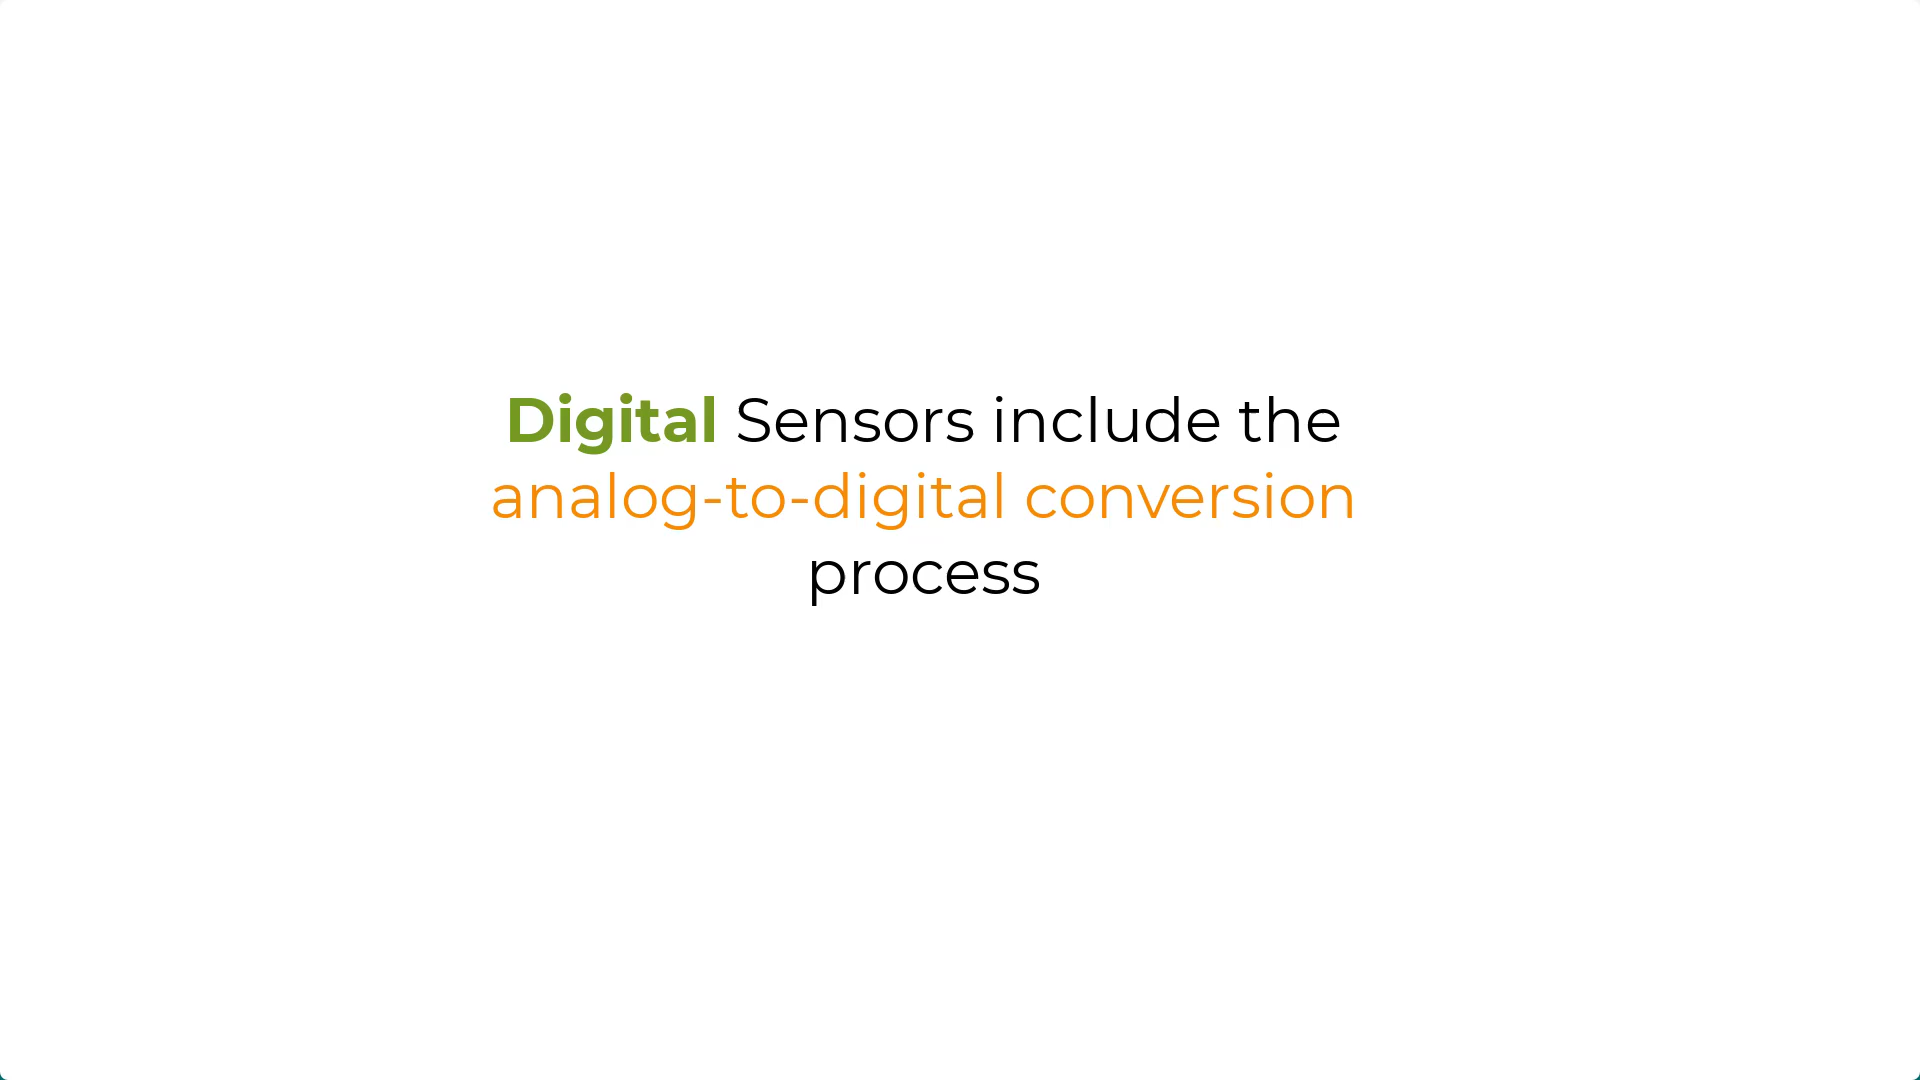 Digital Sensors include the
analog-to-digital conversion
process